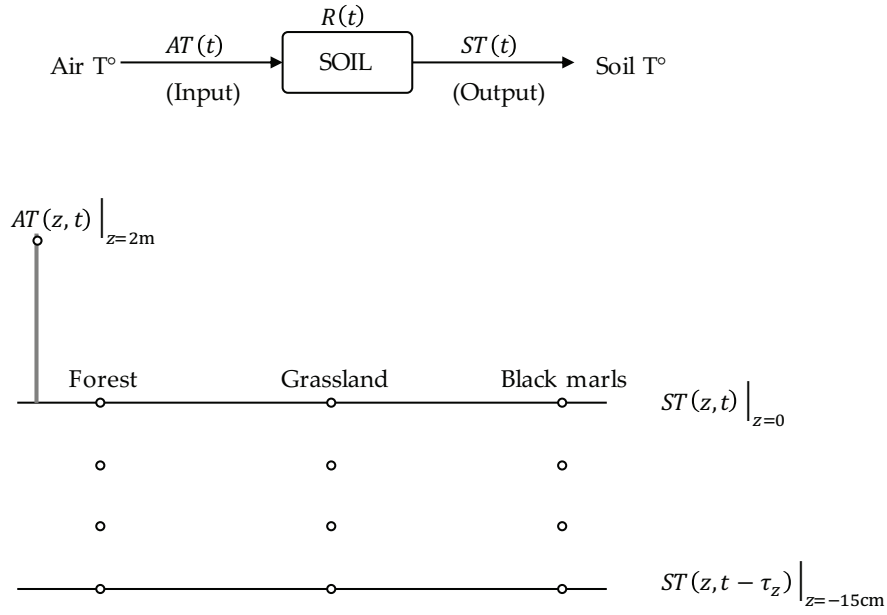 R(t)
Air T° AT(t) SOIL ST(t) Soil T°
(Input) (Output)
AT(z, t)|z=2m
Forest Grassland Black marls ST(z,t)|z=0
ST(z, t − τz)|z=−15cm